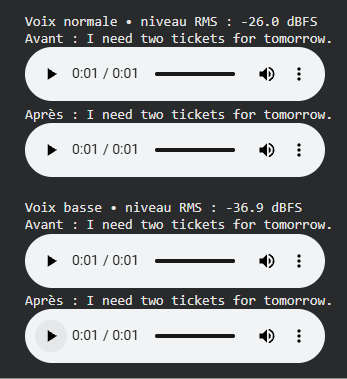 Voix normale • niveau RMS : -26.0 dBFS
Avant : I need two tickets for tomorrow.
0:01 / 0:01
Après : I need two tickets for tomorrow.
0:01 / 0:01
Voix basse • niveau RMS : -36.9 dBFS
Avant : I need two tickets for tomorrow.
0:01 / 0:01
Après : I need two tickets for tomorrow.
0:01 / 0:01